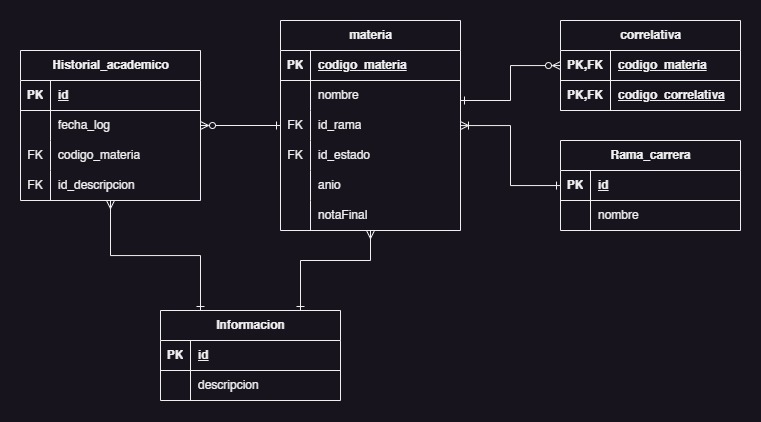 Historial_academico
PK id
fecha_log
FK codigo_materia
FK id_descripcion
materia
PK codigo_materia
nombre
FK id_rama
FK id_estado
anio
notaFinal
correlativa
PK,FK codigo_materia
PK,FK codigo_correlativa
Rama_carrera
PK id
nombre
Informacion
PK id
descripcion